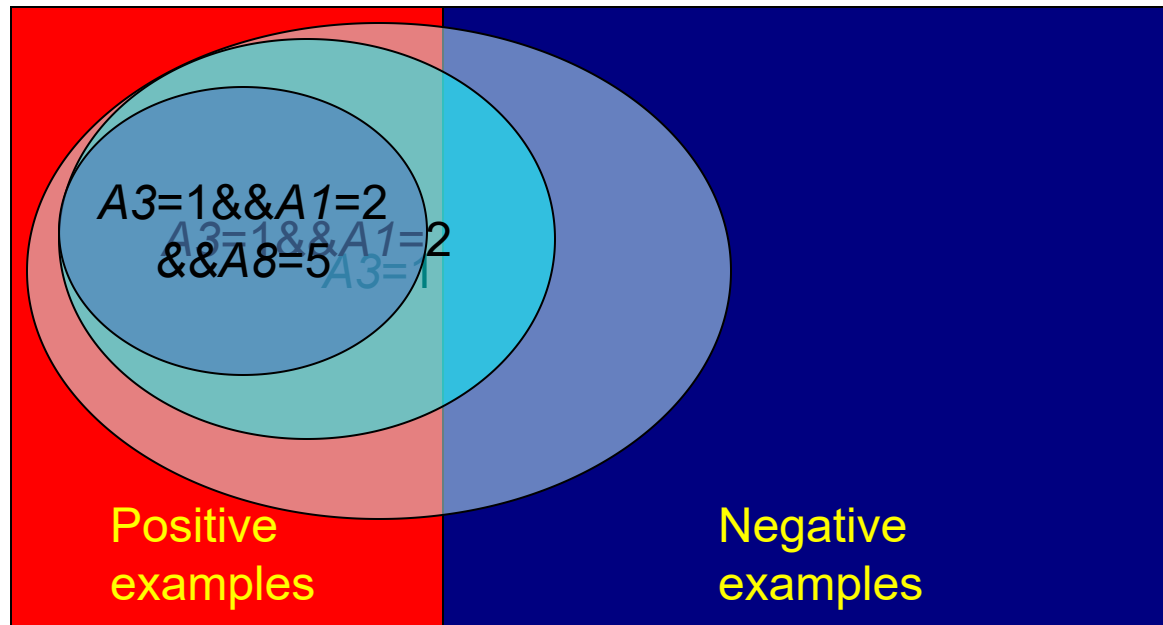 A3=1&&A1=2
A3=1&&A1=2
&&A8=5
A3=1
Positive
examples
Negative
examples